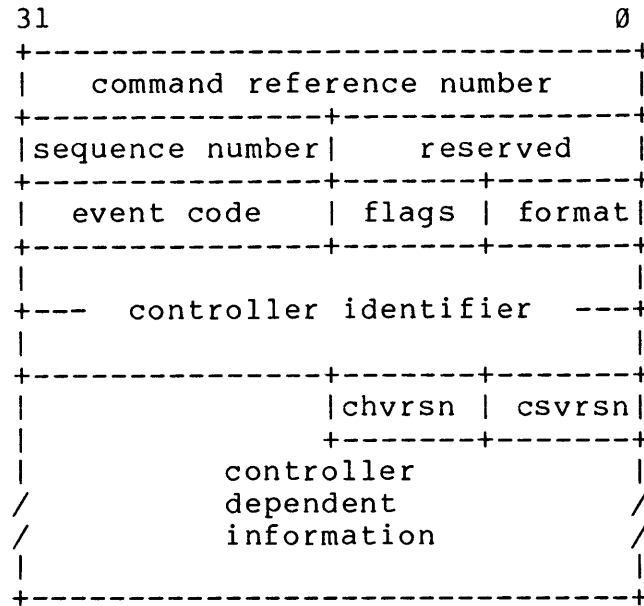 31 0
command reference number
sequence number reserved
event code flags format
controller identifier
chvrsn csvrsn
controller
dependent
information